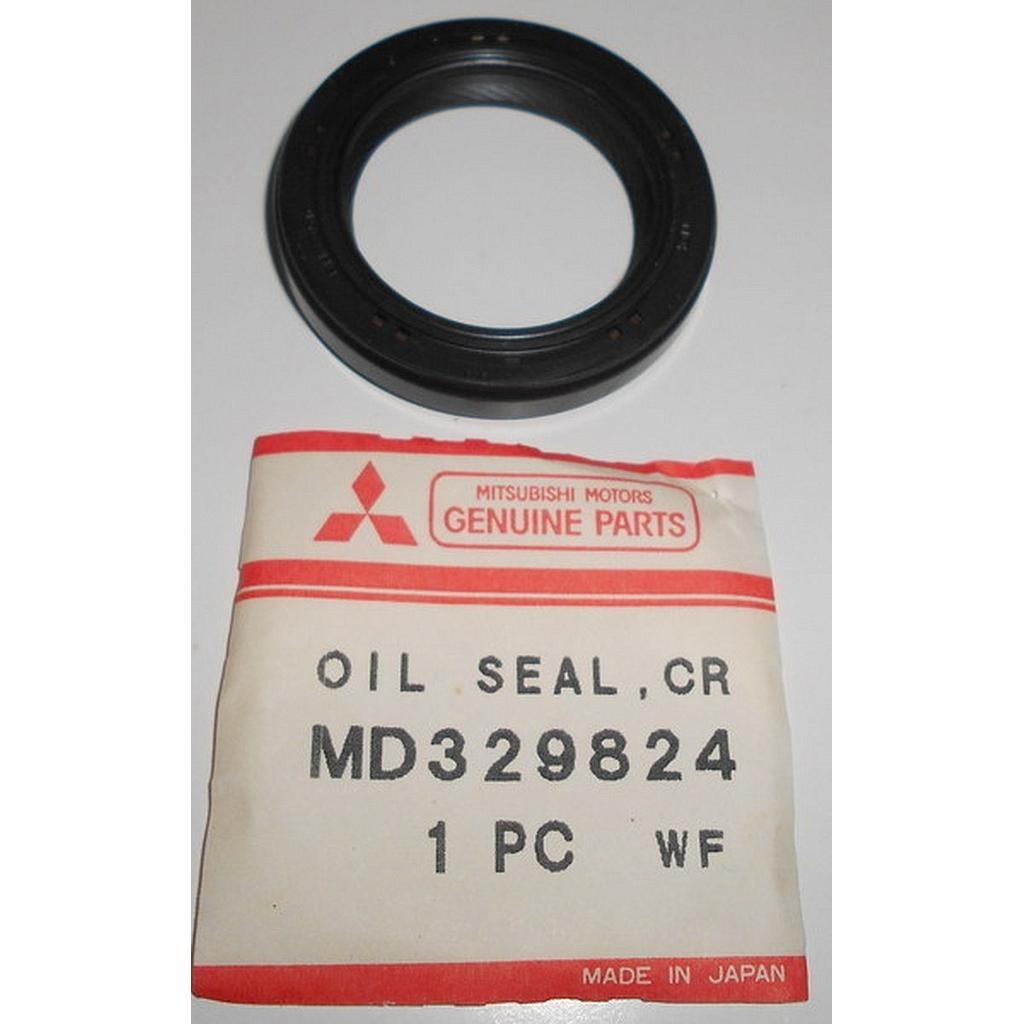 MITSUBISHI MOTORS
GENUINE PARTS
OIL SEAL, CR
MD329824
1 PC WF
MADE IN JAPAN